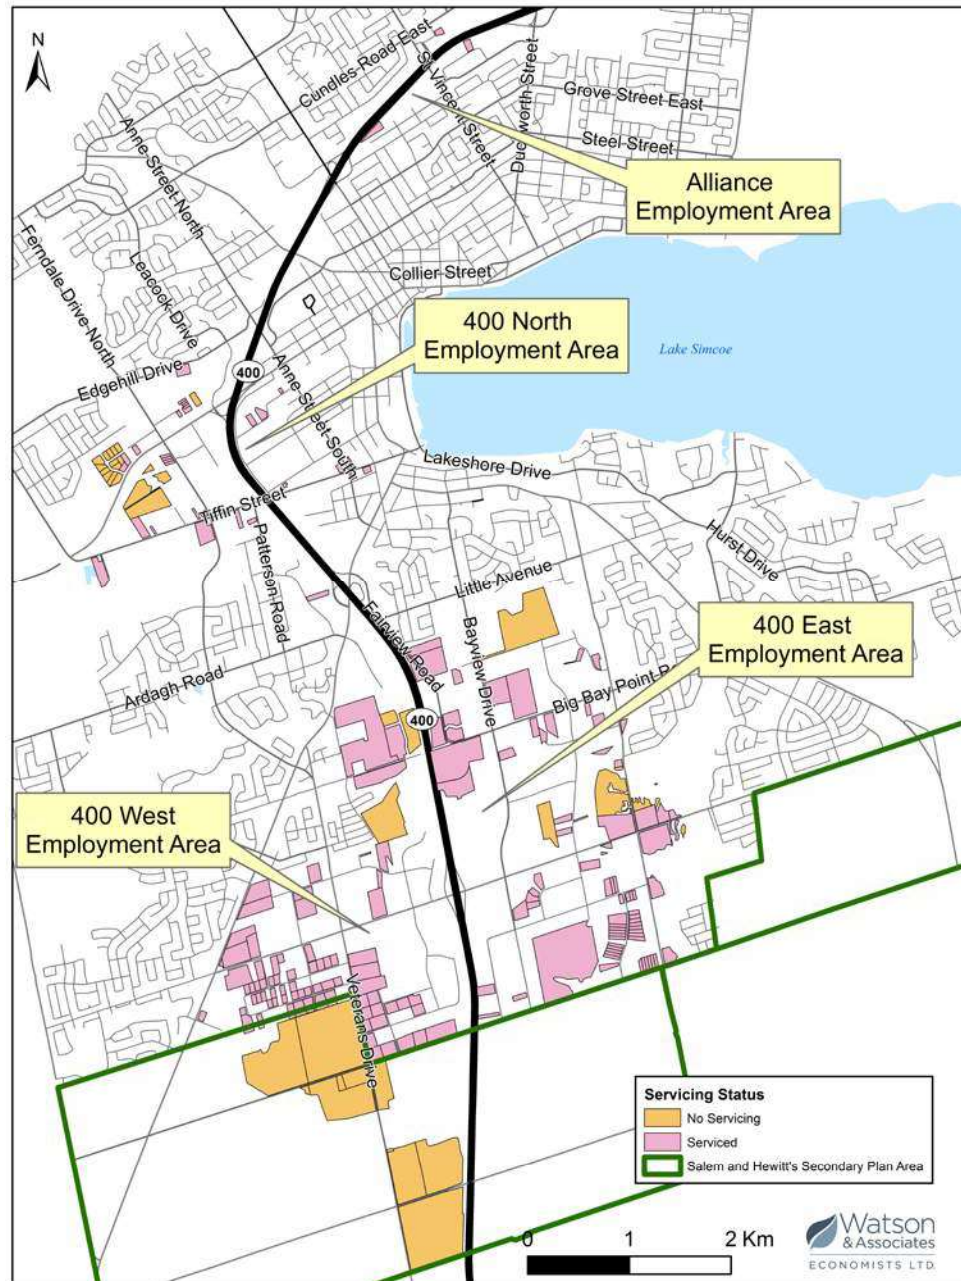 N
Cundles Road East
St Vincent Street
Duckworth Street
Grove Street East
Steel Street
Anne Street North
Alliance
Employment Area
Ferndale Drive North
Leacock Drive
Collier Street
400 North
Employment Area
Lake Simcoe
Edgehill Drive
400
Anne Street South
Lakeshore Drive
Tiffin Street
Patterson Road
Hurst Drive
Little Avenue
Fairview Road
Bayview Drive
400 East
Employment Area
Ardagh Road
Big Bay Point
400
400 West
Employment Area
Veterans Drive
Servicing Status
No Servicing
Serviced
Salem and Hewitt's Secondary Plan Area
0 1 2 Km
Watson
& Associates
ECONOMISTS LTD.